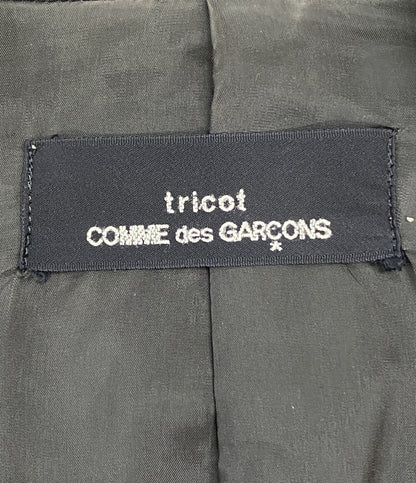 tricot
COMME des GARÇONS
*